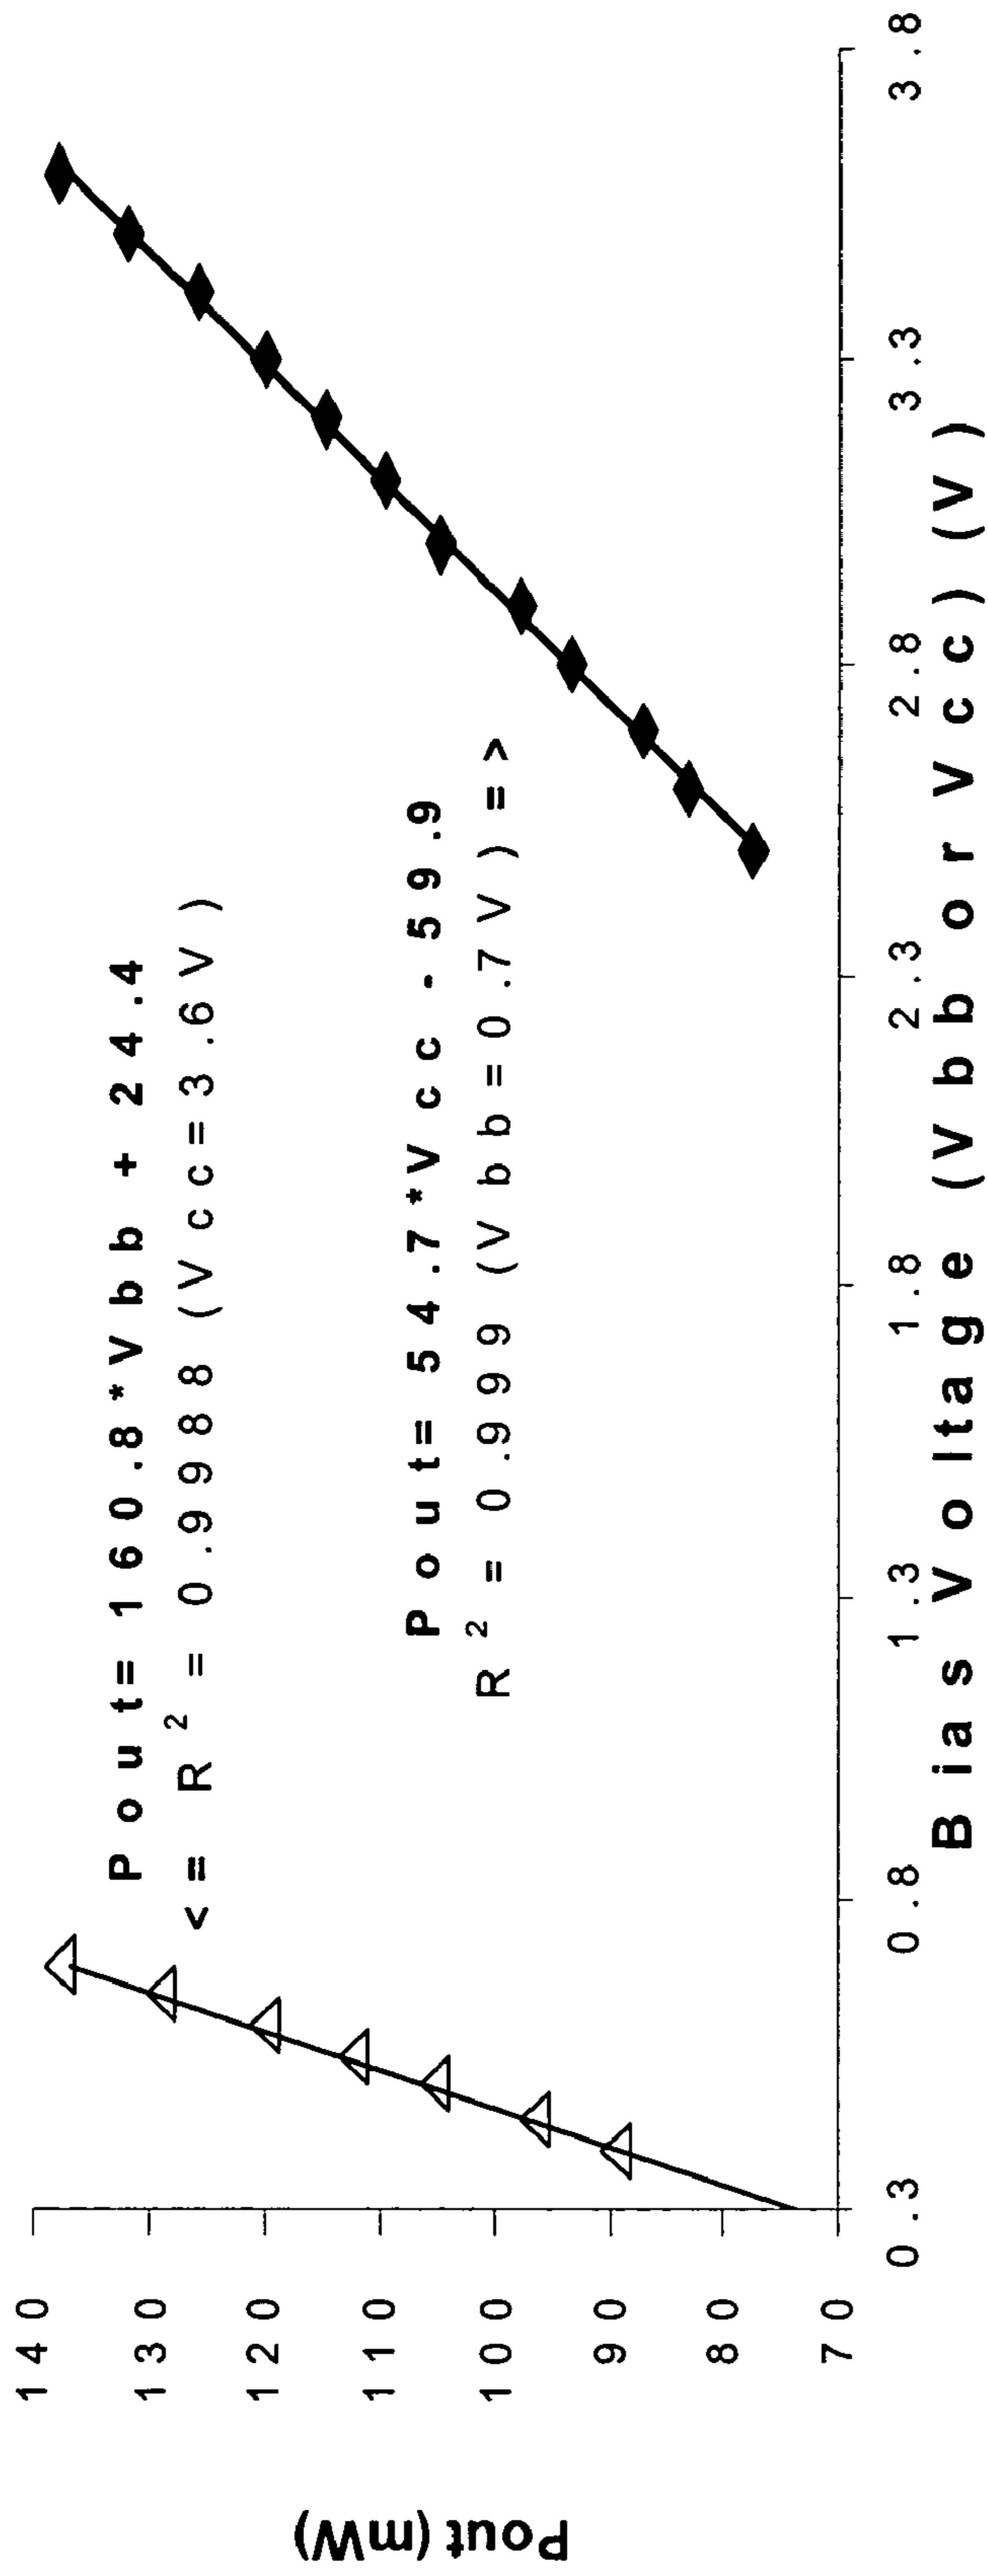 Pout (mW)
140
130
120
110
100
90
80
70
Pout= 160.8*Vbb + 24.4
<= R² = 0.9988 (Vcc=3.6V)
Pout= 54.7*Vcc - 59.9
R² = 0.999 (Vbb=0.7V) =>
0.3 0.8 1.3 1.8 2.3 2.8 3.3 3.8
Bias Voltage (Vbb or Vcc) (V)